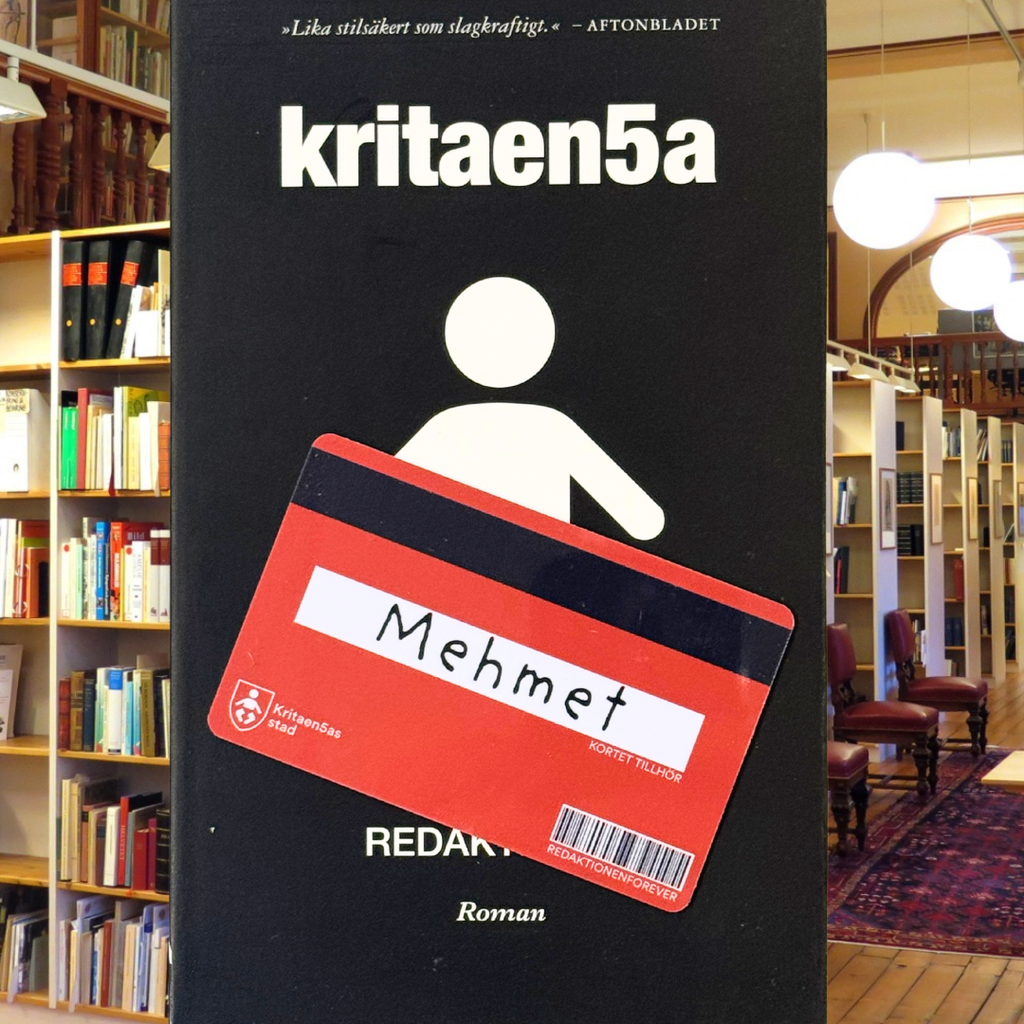 »Lika stilsäkert som slagkraftigt.« – AFTONBLADET
kritaen5a
Mehmet
KORTET TILLHÖR
Kritaen5as
stad
REDAKTIONENFOREVER
Roman